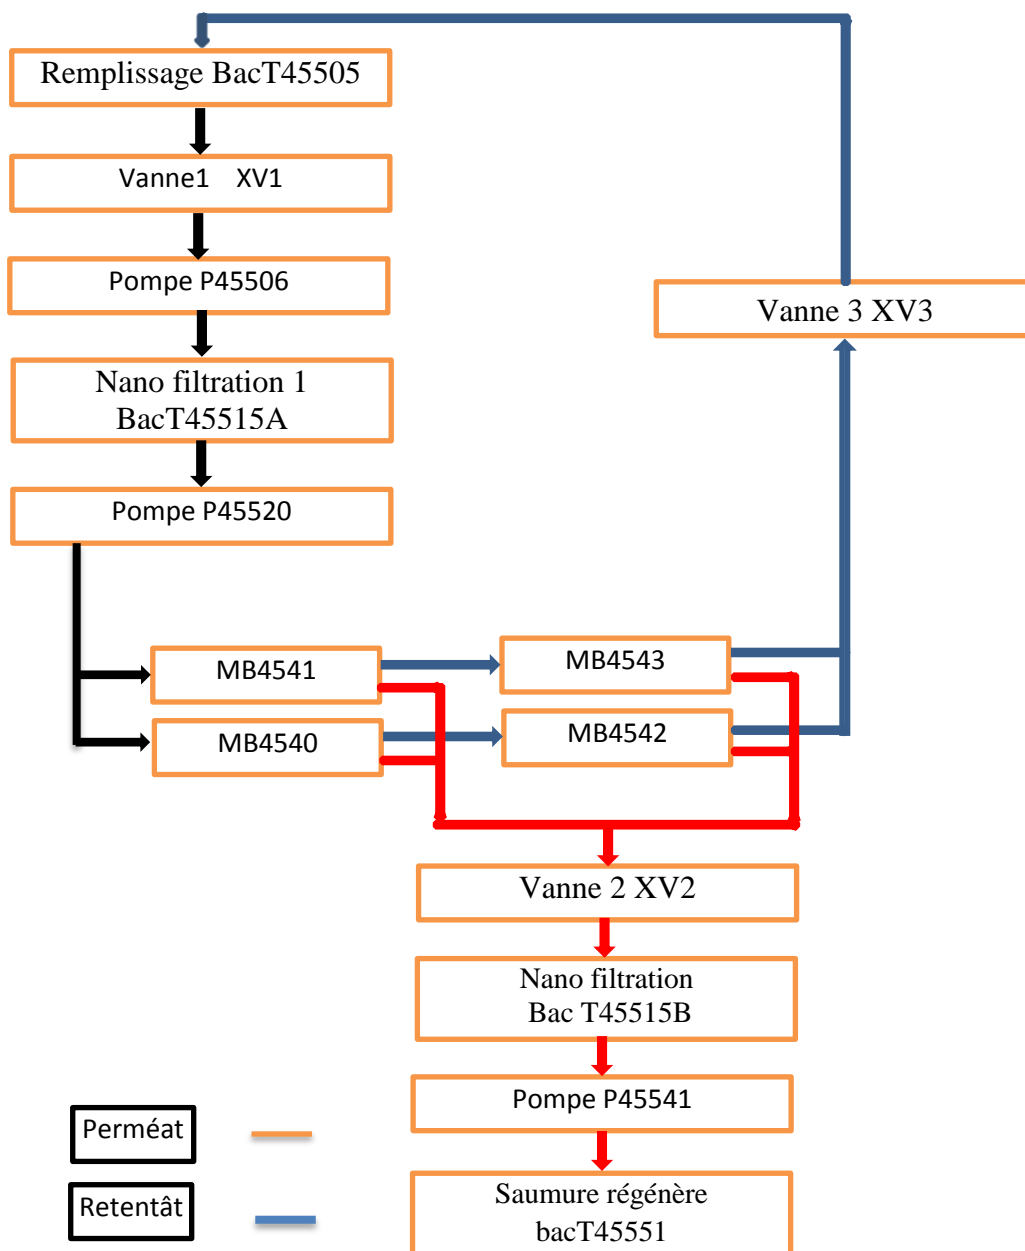 Remplissage BacT45505
Vanne1 XV1
Pompe P45506
Vanne 3 XV3
Nano filtration 1
BacT45515A
Pompe P45520
MB4541
MB4543
MB4540
MB4542
Vanne 2 XV2
Nano filtration
Bac T45515B
Pompe P45541
Perméat
Retentât
Saumure régénère
bacT45551